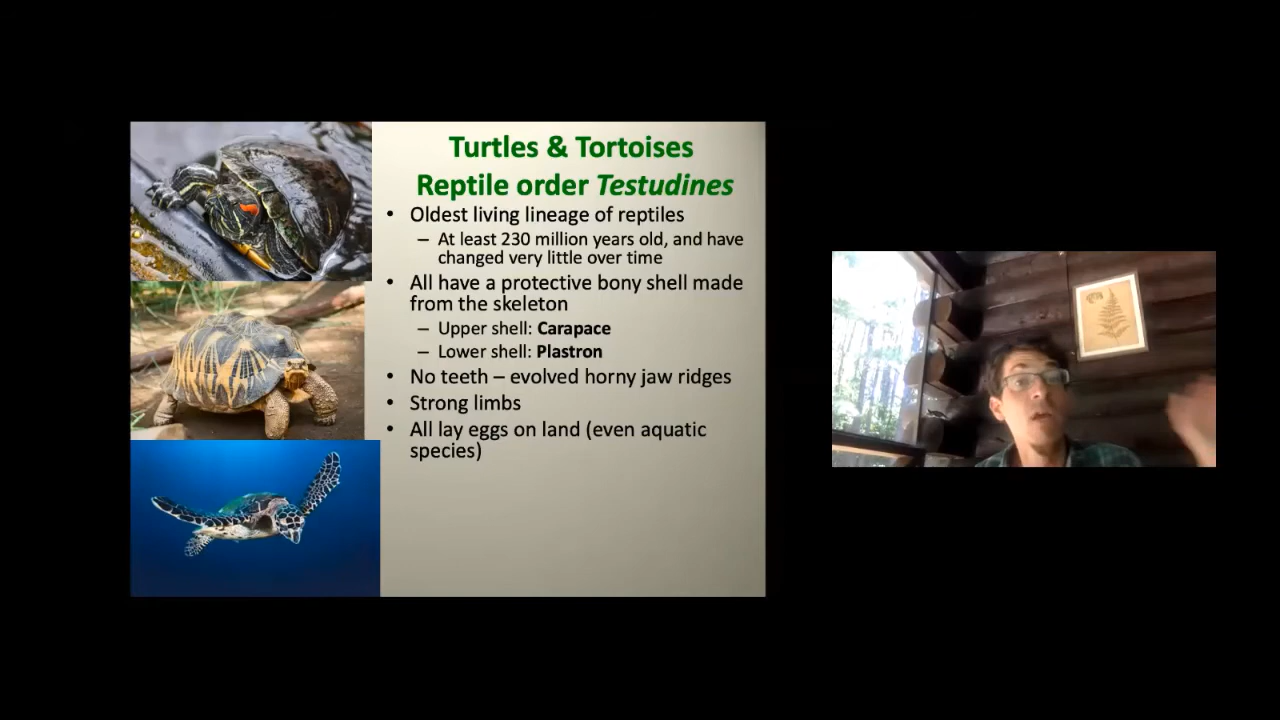 Turtles & Tortoises
Reptile order Testudines
• Oldest living lineage of reptiles
– At least 230 million years old, and have
changed very little over time
• All have a protective bony shell made
from the skeleton
– Upper shell: Carapace
– Lower shell: Plastron
• No teeth – evolved horny jaw ridges
• Strong limbs
• All lay eggs on land (even aquatic
species)